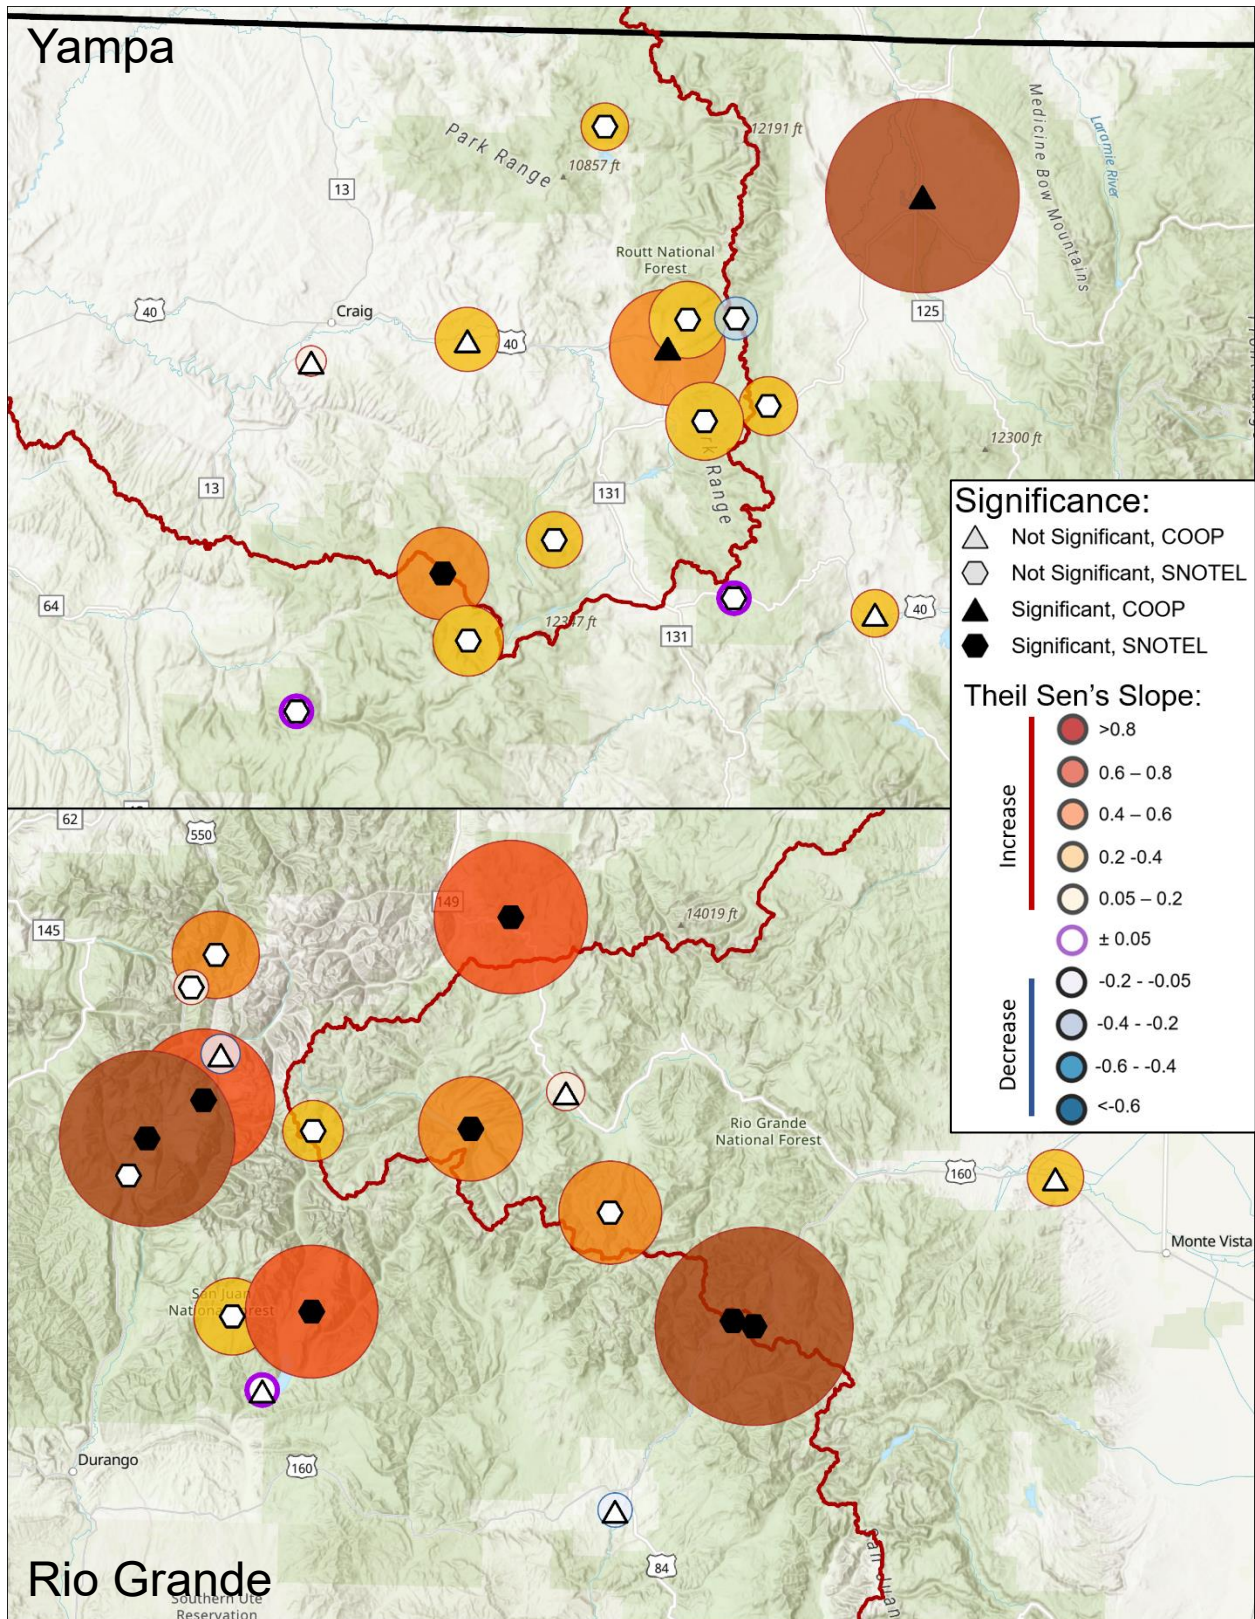 Yampa
12191 ft
Park Range
10857 ft
13
Medicine Bow Mountains
Laramie River
Routt National
Forest
40
Craig
40
125
12300 ft
Range
13
131
64
12347 ft
131
40
Significance:
Not Significant, COOP
Not Significant, SNOTEL
Significant, COOP
Significant, SNOTEL
Theil Sen's Slope:
Increase
>0.8
0.6 – 0.8
0.4 – 0.6
0.2 -0.4
0.05 – 0.2
± 0.05
Decrease
-0.2 - -0.05
-0.4 - -0.2
-0.6 - -0.4
<-0.6
62
550
149
145
14019 ft
Rio Grande
National Forest
160
Monte Vista
San Juan
National Forest
Durango
160
84
San Juan
Rio Grande
Southern Ute
Reservation